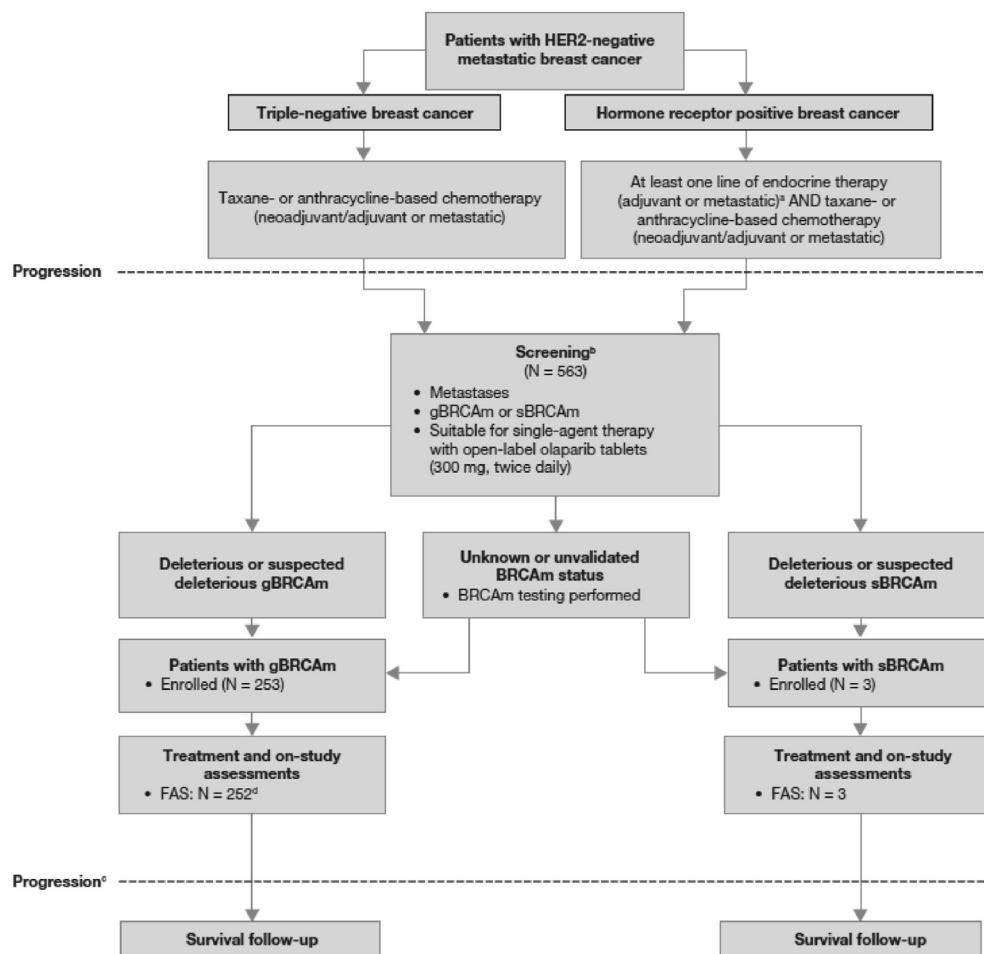 Patients with HER2-negative
metastatic breast cancer
Triple-negative breast cancer
Hormone receptor positive breast cancer
Taxane- or anthracycline-based chemotherapy
(neoadjuvant/adjuvant or metastatic)
At least one line of endocrine therapy
(adjuvant or metastatic)ᵃ AND taxane- or
anthracycline-based chemotherapy
(neoadjuvant/adjuvant or metastatic)
Progression
Screeningᵇ
(N = 563)
• Metastases
• gBRCAm or sBRCAm
• Suitable for single-agent therapy
with open-label olaparib tablets
(300 mg, twice daily)
Deleterious or suspected
deleterious gBRCAm
Unknown or unvalidated
BRCAm status
• BRCAm testing performed
Deleterious or suspected
deleterious sBRCAm
Patients with gBRCAm
• Enrolled (N = 253)
Patients with sBRCAm
• Enrolled (N = 3)
Treatment and on-study
assessments
• FAS: N = 252ᵈ
Treatment and on-study
assessments
• FAS: N = 3
Progressionᶜ
Survival follow-up
Survival follow-up